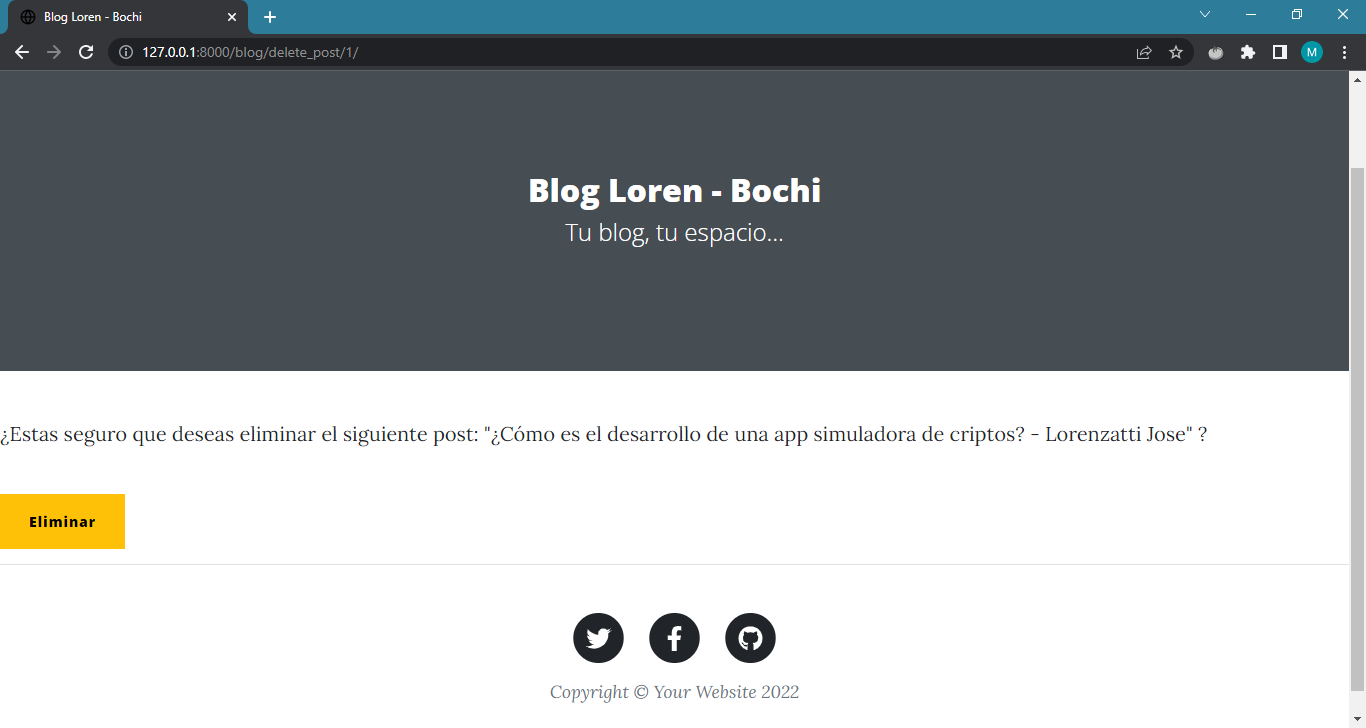 Blog Loren - Bochi
127.0.0.1:8000/blog/delete_post/1/
M
Blog Loren - Bochi
Tu blog, tu espacio...
¿Estas seguro que deseas eliminar el siguiente post: "¿Cómo es el desarrollo de una app simuladora de criptos? - Lorenzatti Jose" ?
Eliminar
Copyright © Your Website 2022